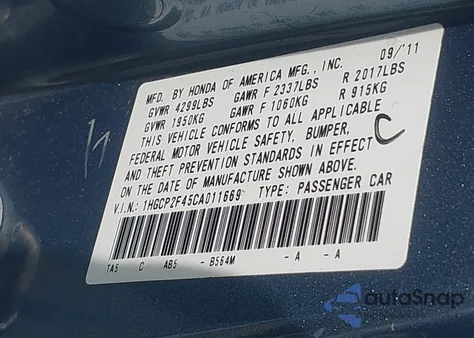 09/'11
MFD. BY HONDA OF AMERICA MFG., INC.
GVWR 4299LBS GAWR F 2337LBS R 2017LBS
GVWR 1950KG GAWR F 1060KG R 915KG
THIS VEHICLE CONFORMS TO ALL APPLICABLE
FEDERAL MOTOR VEHICLE SAFETY, BUMPER,
AND THEFT PREVENTION STANDARDS IN EFFECT
ON THE DATE OF MANUFACTURE SHOWN ABOVE.
V.I.N.: 1HGCP2F45CA011669 TYPE: PASSENGER CAR
C
TA5 C AB5 - B564M - A - A
autoSnap